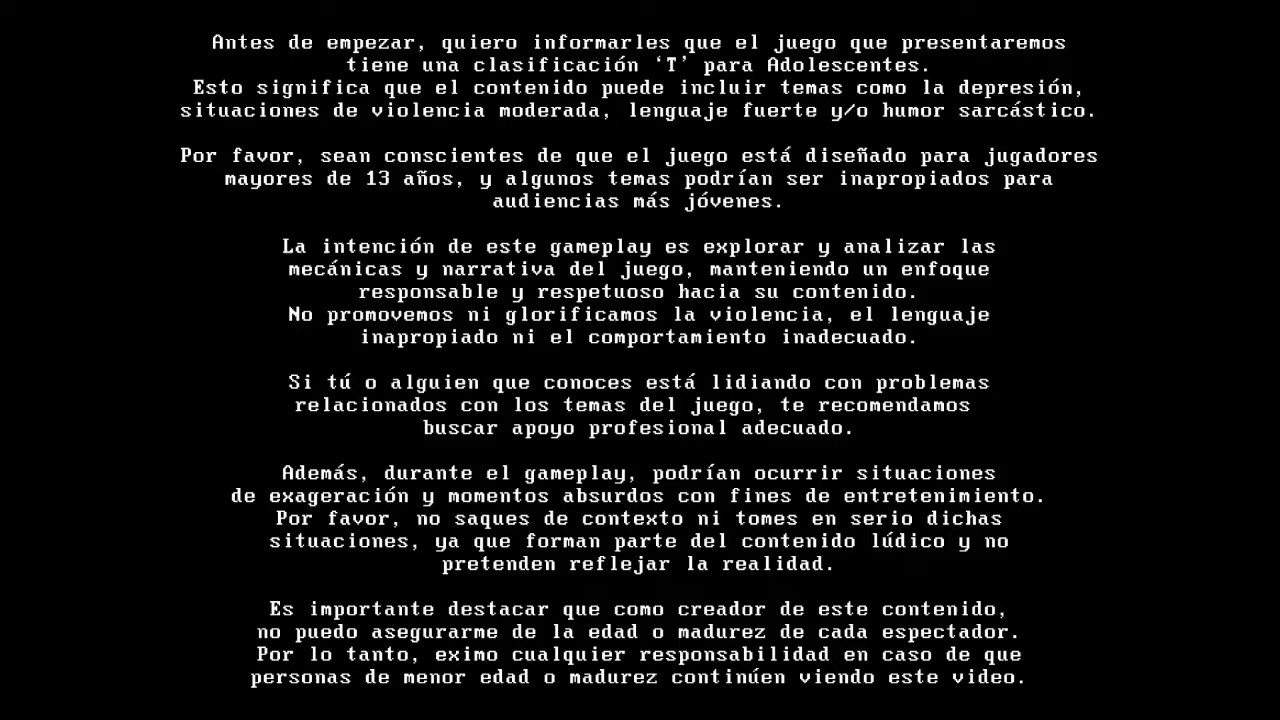 Antes de empezar, quiero informarles que el juego que presentaremos
tiene una clasificación ‘T’ para Adolescentes.
Esto significa que el contenido puede incluir temas como la depresión,
situaciones de violencia moderada, lenguaje fuerte y/o humor sarcástico.
Por favor, sean conscientes de que el juego está diseñado para jugadores
mayores de 13 años, y algunos temas podrían ser inapropiados para
audiencias más jóvenes.
La intención de este gameplay es explorar y analizar las
mecánicas y narrativa del juego, manteniendo un enfoque
responsable y respetuoso hacia su contenido.
No promovemos ni glorificamos la violencia, el lenguaje
inapropiado ni el comportamiento inadecuado.
Si tú o alguien que conoces está lidiando con problemas
relacionados con los temas del juego, te recomendamos
buscar apoyo profesional adecuado.
Además, durante el gameplay, podrían ocurrir situaciones
de exageración y momentos absurdos con fines de entretenimiento.
Por favor, no saques de contexto ni tomes en serio dichas
situaciones, ya que forman parte del contenido lúdico y no
pretenden reflejar la realidad.
Es importante destacar que como creador de este contenido,
no puedo asegurarme de la edad o madurez de cada espectador.
Por lo tanto, eximo cualquier responsabilidad en caso de que
personas de menor edad o madurez continúen viendo este video.